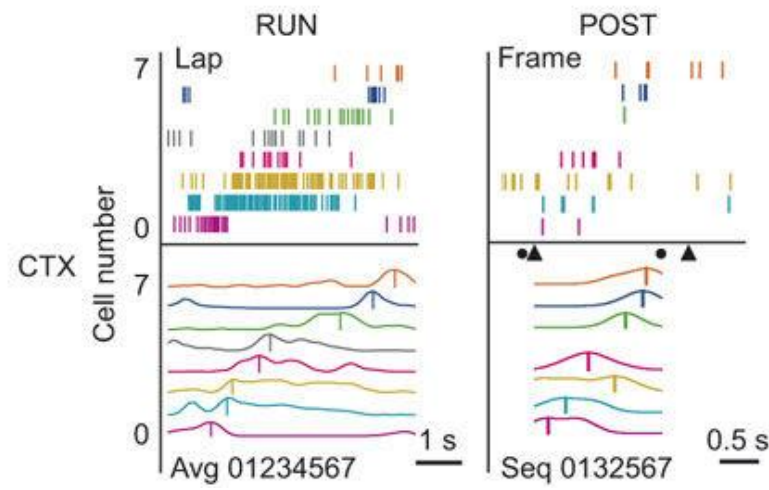 RUN
POST
Lap
Frame
7
0
CTX
Cell number
7
0
1 s
0.5 s
Avg 01234567
Seq 0132567